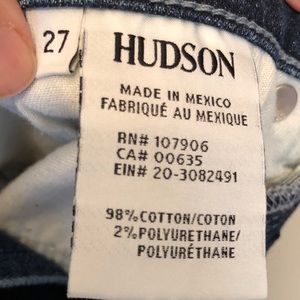 27
HUDSON
MADE IN MEXICO
FABRIQUÉ AU MEXIQUE
RN# 107906
CA# 00635
EIN# 20-3082491
98%COTTON/COTON
2%POLYURETHANE/
POLYURÉTHANE/